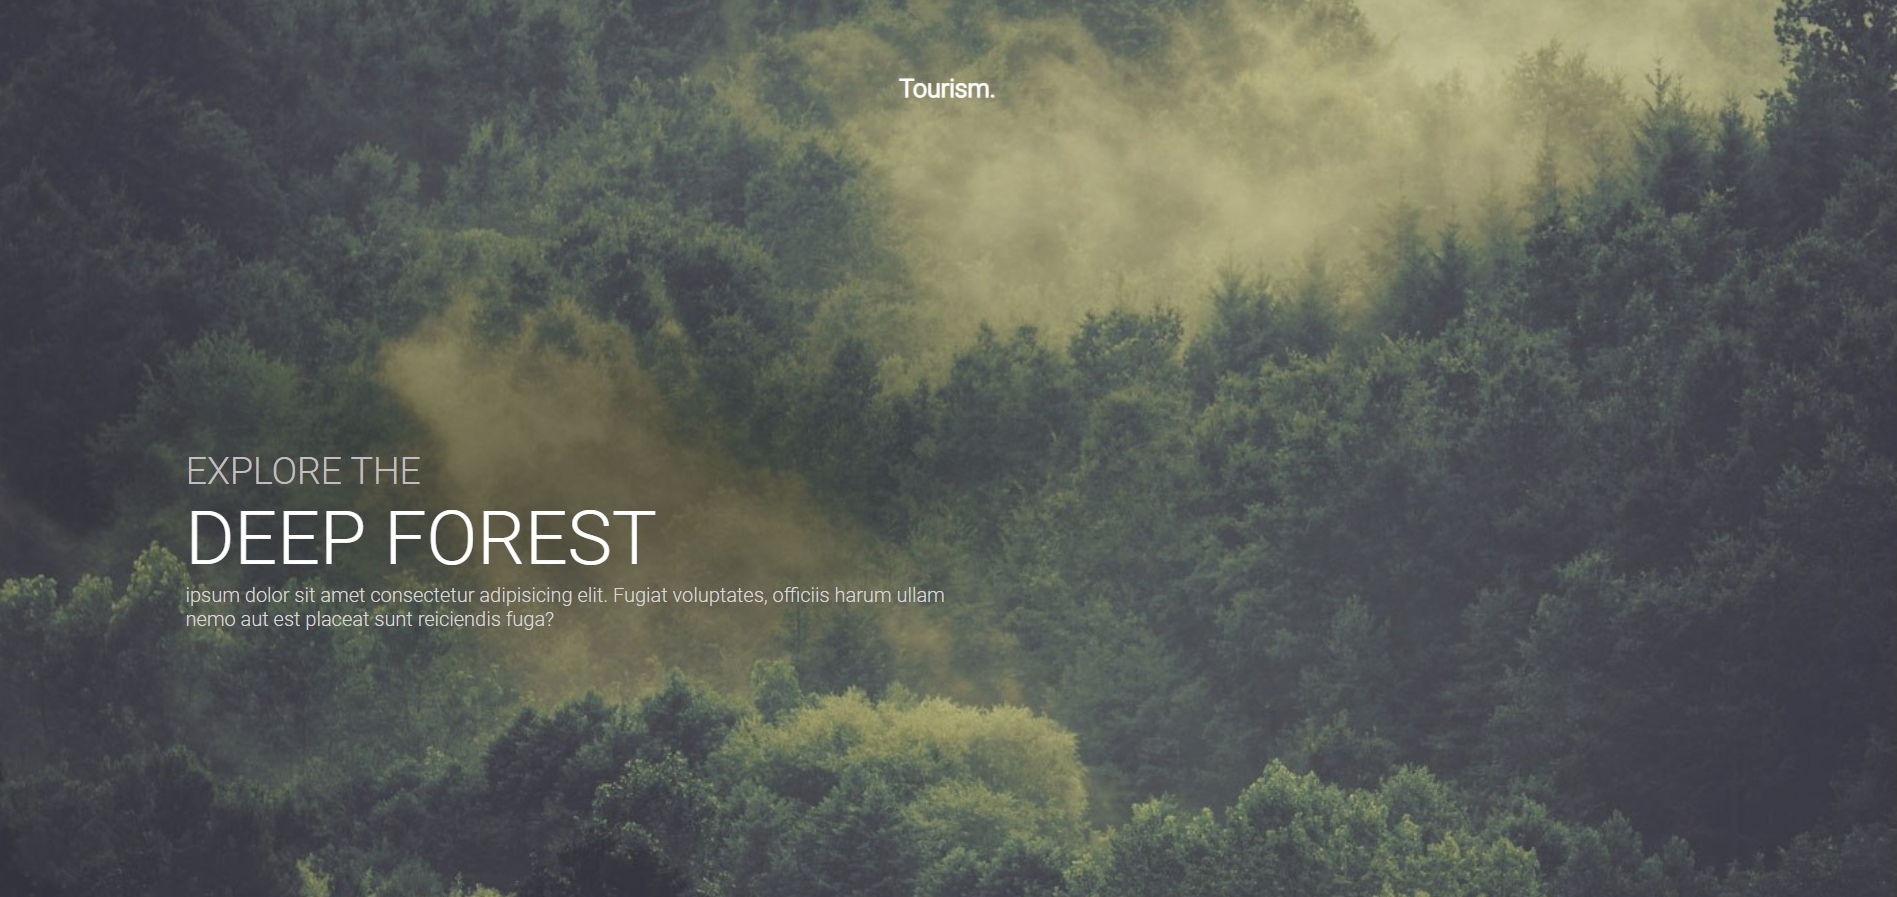 Tourism.
EXPLORE THE
DEEP FOREST
ipsum dolor sit amet consectetur adipisicing elit. Fugiat voluptates, officiis harum ullam
nemo aut est placeat sunt reiciendis fuga?